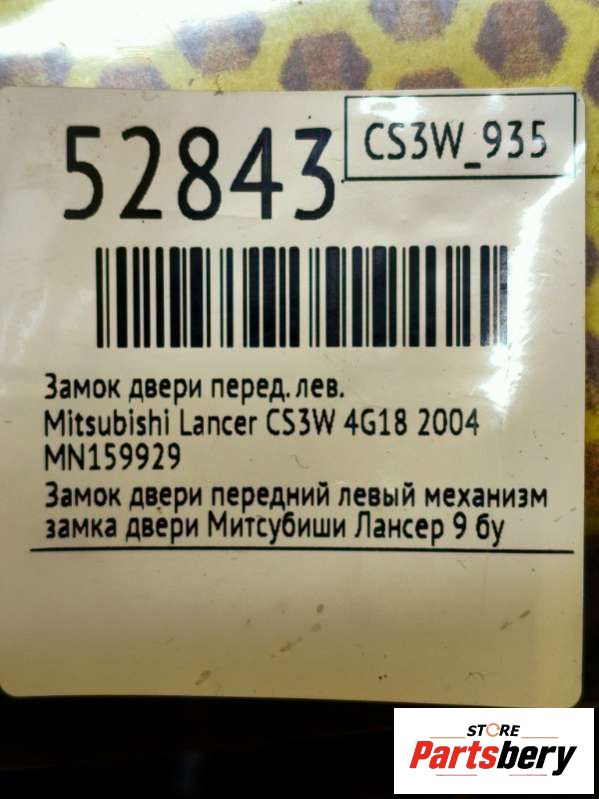 52843
CS3W_935
Замок двери перед. лев.
Mitsubishi Lancer CS3W 4G18 2004
MN159929
Замок двери передний левый механизм
замка двери Митсубиши Лансер 9 бу
STORE
Partsbery